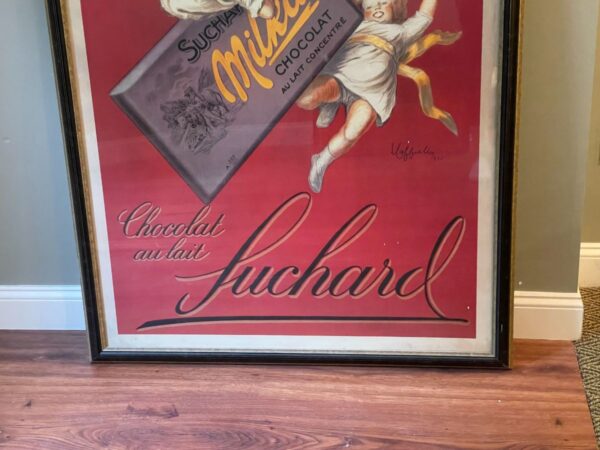 SUCHARD
Milka
CHOCOLAT
AU LAIT CONCENTRÉ
Chocolat
au lait
Suchard